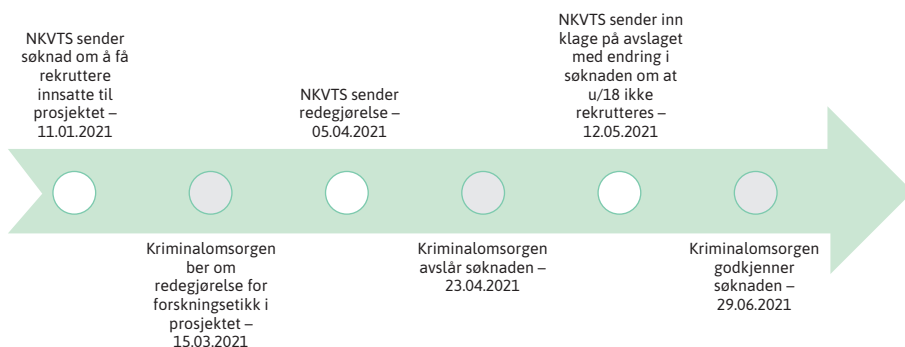 NKVTS sender
søknad om å få
rekruttere
innsatte til
prosjektet –
11.01.2021
Kriminalomsorgen
ber om
redegjørelse for
forskningsetikk i
prosjektet –
15.03.2021
NKVTS sender
redegjørelse –
05.04.2021
Kriminalomsorgen
avslår søknaden –
23.04.2021
NKVTS sender inn
klage på avslaget
med endring i
søknaden om at
u/18 ikke
rekrutteres –
12.05.2021
Kriminalomsorgen
godkjenner
søknaden –
29.06.2021